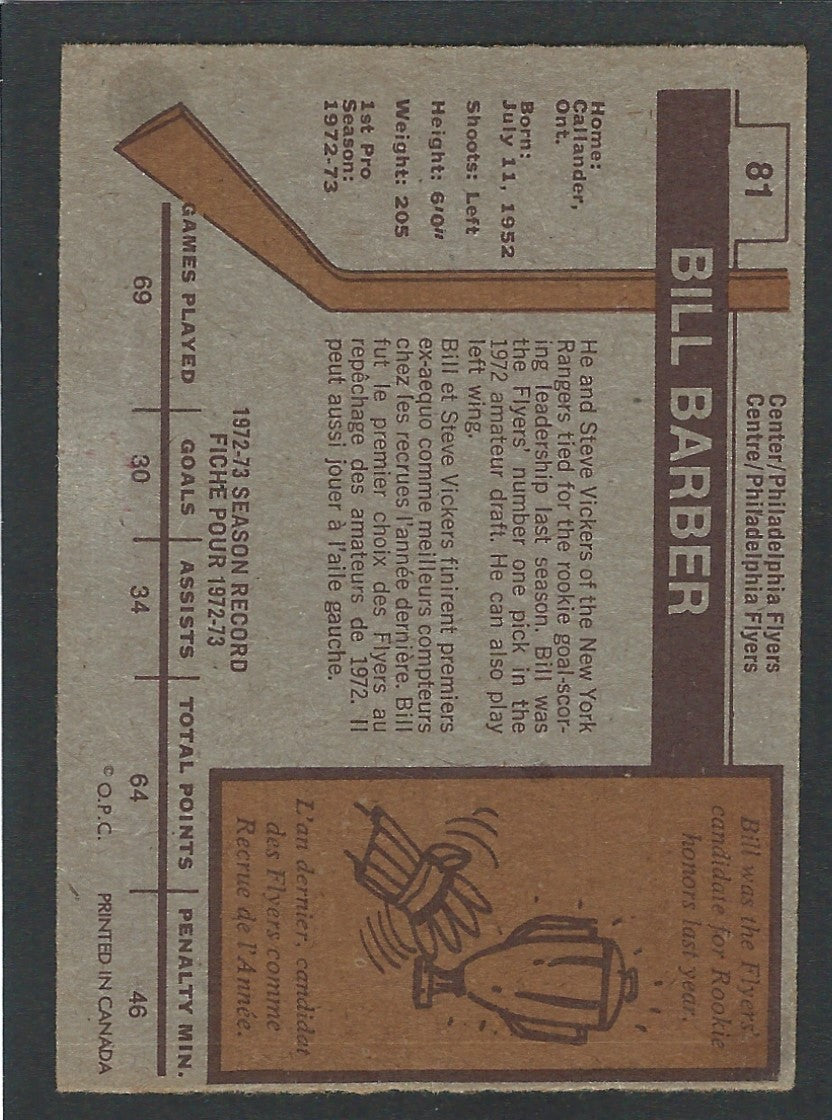 81
Center/Philadelphia Flyers
Centre/Philadelphia Flyers
BILL BARBER
Home:
Callander,
Ont.
Born:
July 11, 1952
Shoots: Left
Height: 6'0"
Weight: 205
1st Pro
Season:
1972-73
He and Steve Vickers of the New York
Rangers tied for the rookie goal-scor-
ing leadership last season. Bill was
the Flyers' number one pick in the
1972 amateur draft. He can also play
left wing.
Bill et Steve Vickers finirent premiers
ex-aequo comme meilleurs compteurs
chez les recrues l'année dernière. Bill
fut le premier choix des Flyers au
repêchage des amateurs de 1972. Il
peut aussi jouer à l'aile gauche.
Bill was the Flyers'
candidate for Rookie
honors last year.
L'an dernier, candidat
des Flyers comme
Recrue de l'Année.
1972-73 SEASON RECORD
FICHE POUR 1972-73
GAMES PLAYED GOALS ASSISTS TOTAL POINTS PENALTY MIN.
69 30 34 64 46
© O.P.C. PRINTED IN CANADA